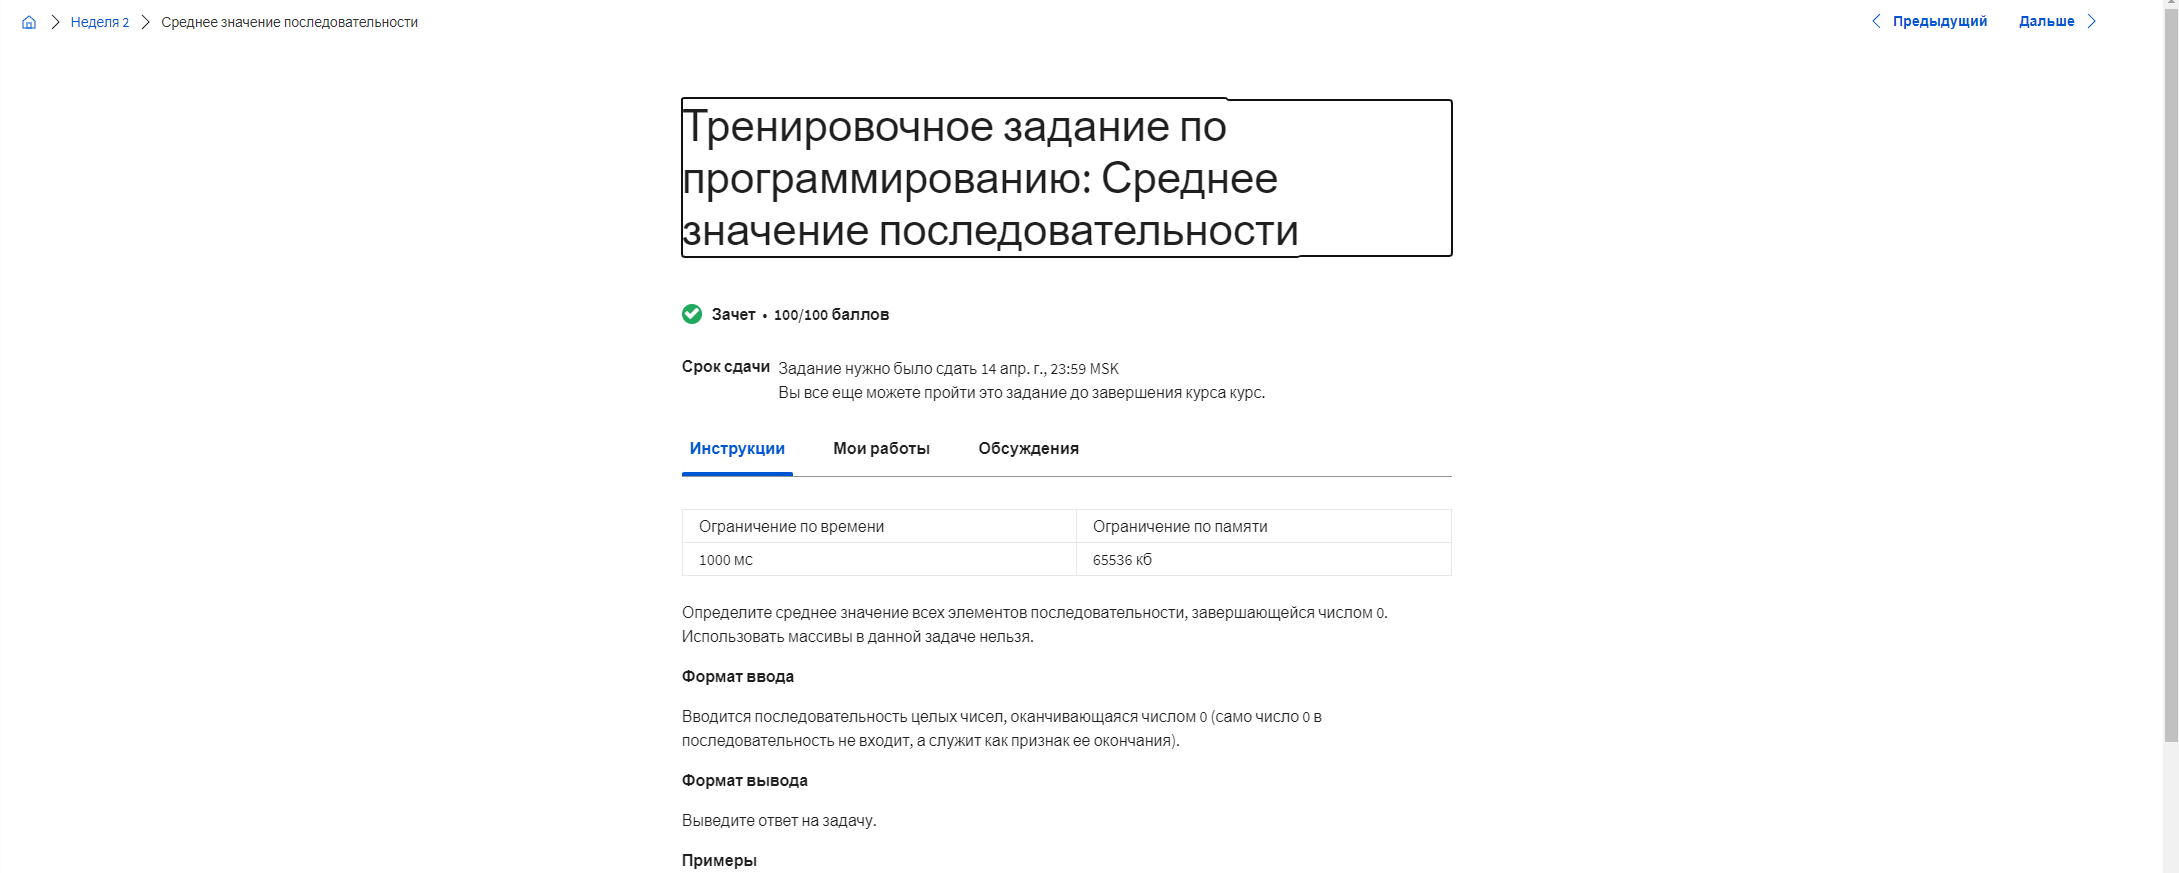 Неделя 2
Среднее значение последовательности
Предыдущий
Дальше
Тренировочное задание по
программированию: Среднее
значение последовательности
Зачет • 100/100 баллов
Срок сдачи Задание нужно было сдать 14 апр. г., 23:59 MSK
Вы все еще можете пройти это задание до завершения курса курс.
Инструкции
Мои работы
Обсуждения
Ограничение по времени
Ограничение по памяти
1000 мс
65536 кб
Определите среднее значение всех элементов последовательности, завершающейся числом 0.
Использовать массивы в данной задаче нельзя.
Формат ввода
Вводится последовательность целых чисел, оканчивающаяся числом 0 (само число 0 в
последовательность не входит, а служит как признак ее окончания).
Формат вывода
Выведите ответ на задачу.
Примеры